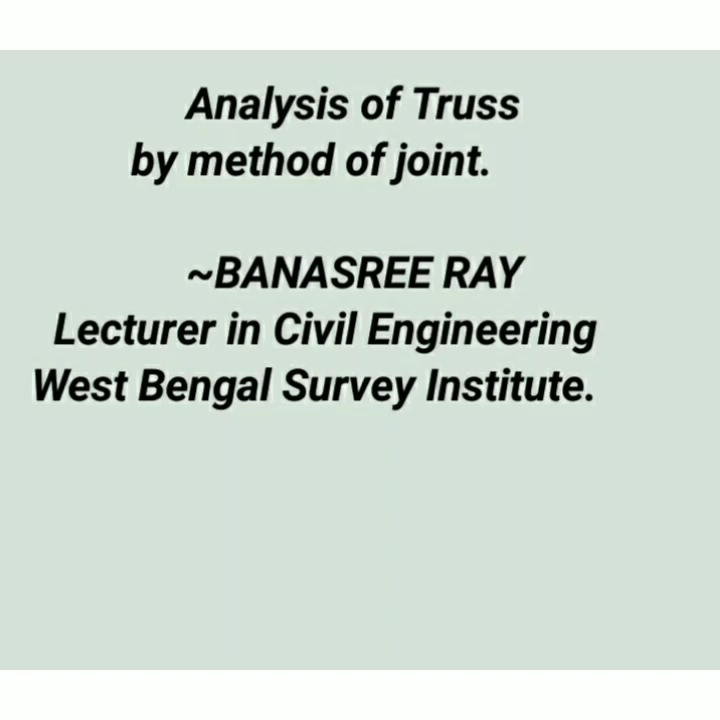 Analysis of Truss
by method of joint.
~BANASREE RAY
Lecturer in Civil Engineering
West Bengal Survey Institute.